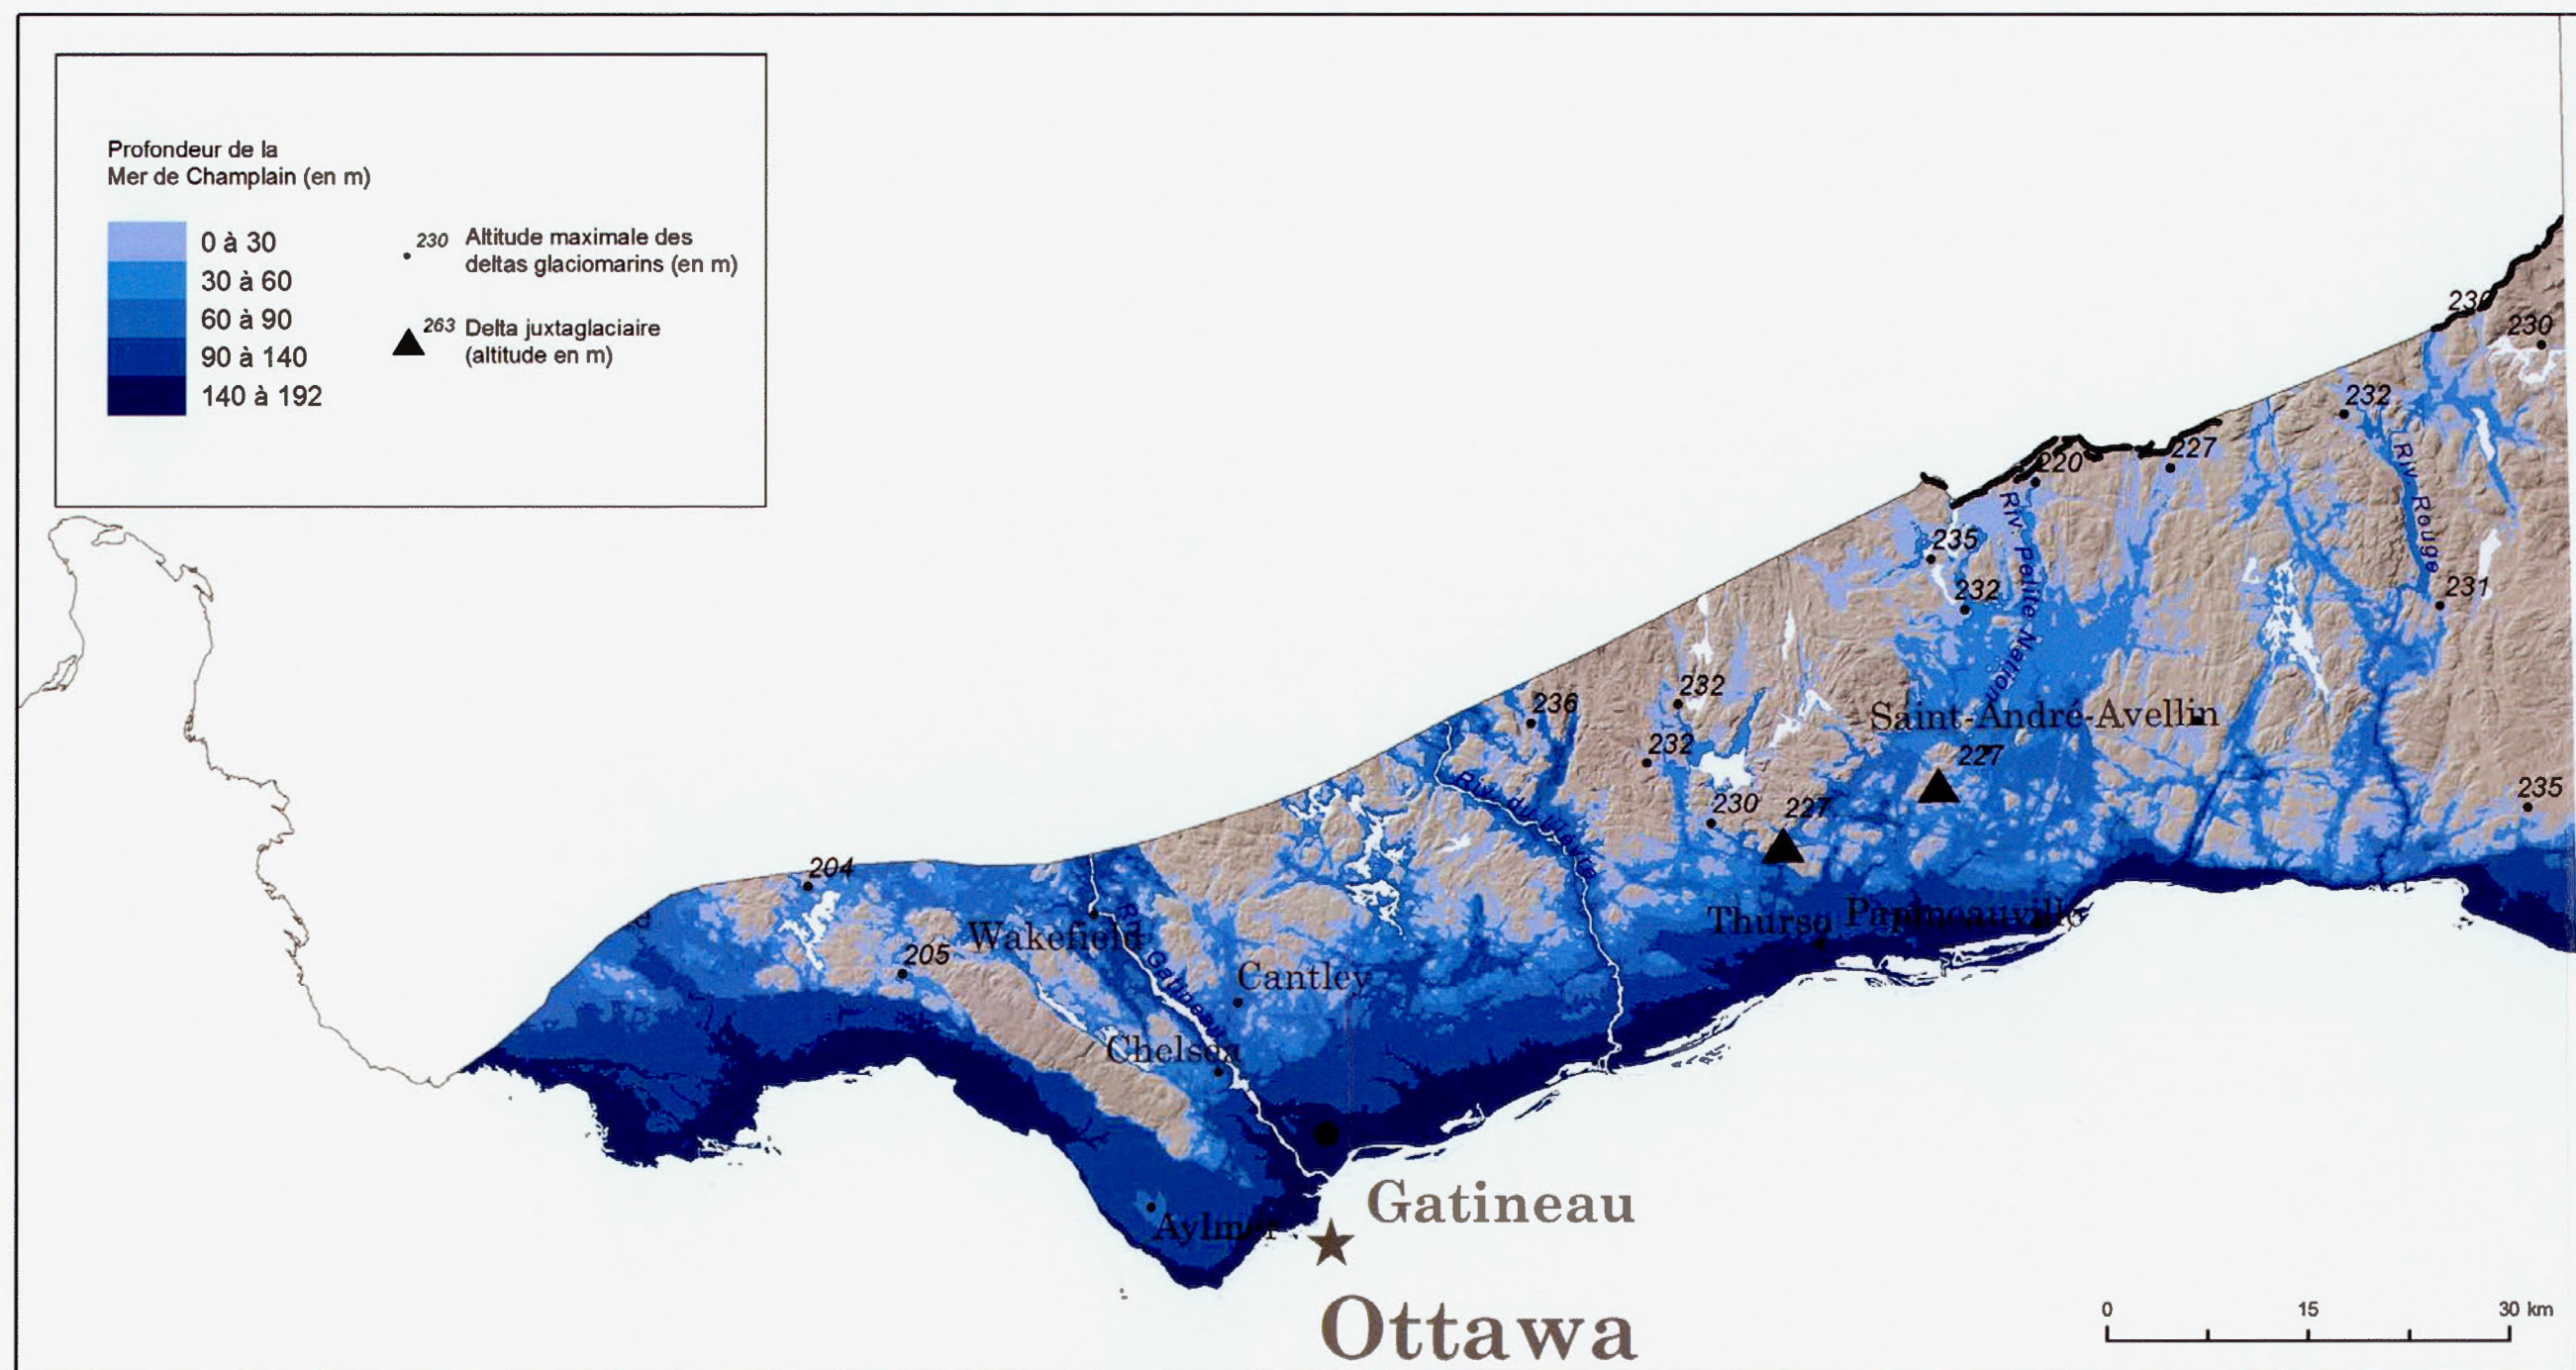 Profondeur de la
Mer de Champlain (en m)
0 à 30
30 à 60
60 à 90
90 à 140
140 à 192
230 Altitude maximale des
deltas glaciomarins (en m)
263 Delta juxtaglaciaire
(altitude en m)
230
230
232
227
220
Riv. Rouge
235
Riv. Petite Nation
232
231
232
236
Saint-André-Avellin
232
227
Riv. du Lièvre
230
227
235
204
Thurso
Papineauville
Wakefield
205
Riv. Gatineau
Cantley
Chelsea
Gatineau
Aylmer
Ottawa
0 15 30 km